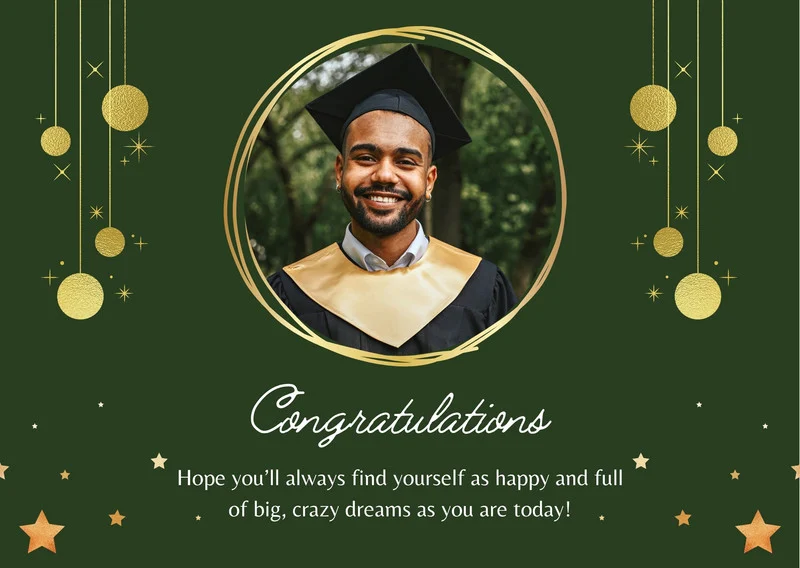 Congratulations
Hope you’ll always find yourself as happy and full
of big, crazy dreams as you are today!